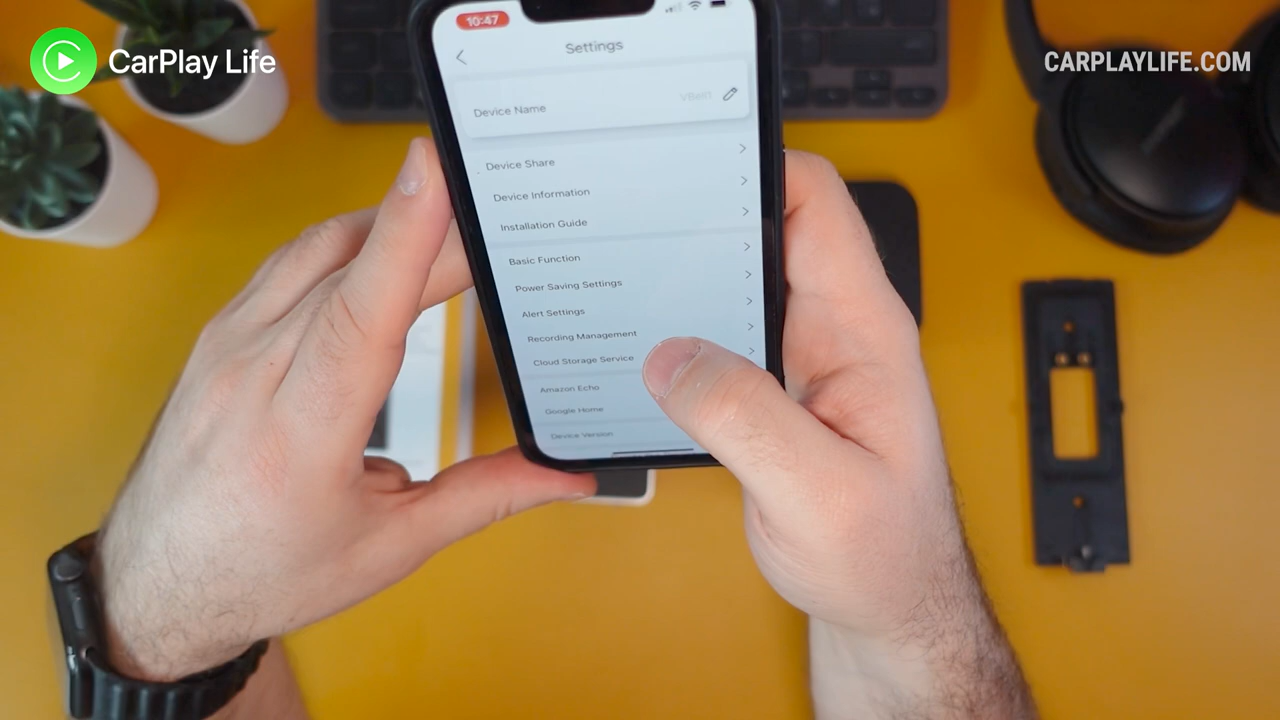 CarPlay Life
CARPLAYLIFE.COM
10:47
Settings
Device Name
Device Share
Device Information
Installation Guide
Basic Function
Power Saving Settings
Alert Settings
Recording Management
Cloud Storage Service
Amazon Echo
Google Home
Device Version